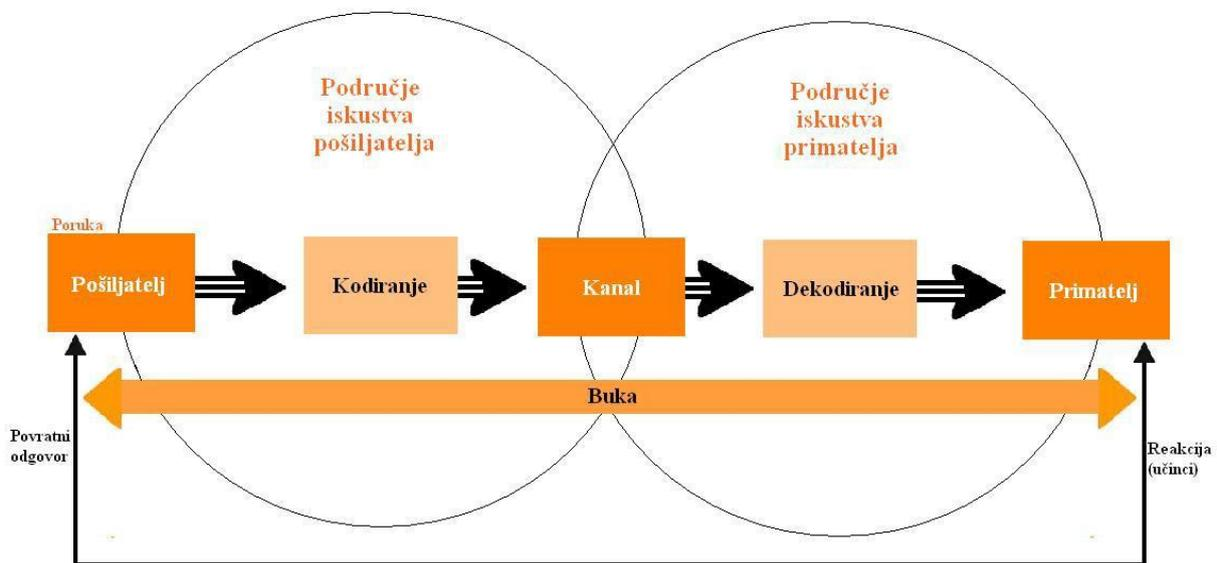 Područje
iskustva
pošiljatelja
Područje
iskustva
primatelja
Poruka
Pošiljatelj
Kodiranje
Kanal
Dekodiranje
Primatelj
Buka
Povratni
odgovor
Reakcija
(učinci)